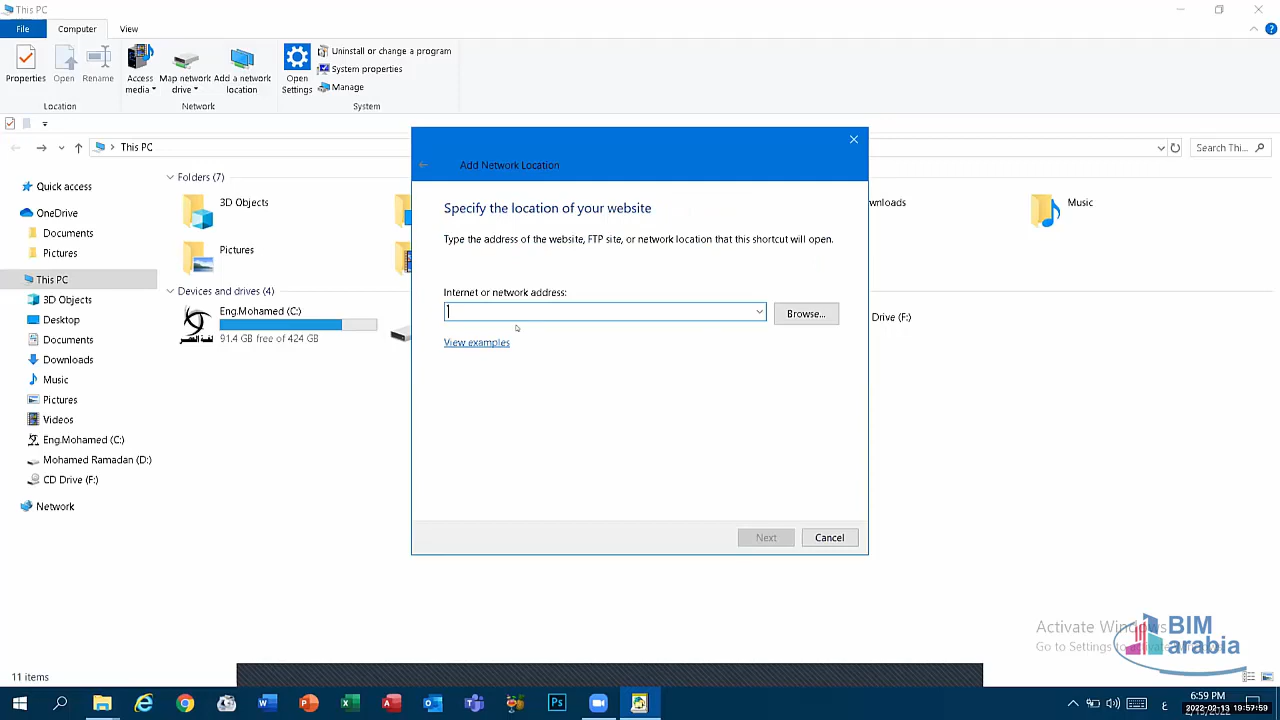 This PC
File
Computer
View
Properties
Open
Rename
Access media
Map network drive
Add a network location
Open Settings
Uninstall or change a program
System properties
Manage
Location
Network
System
This PC
Search Thi...
Quick access
OneDrive
Documents
Pictures
This PC
3D Objects
Desktop
Documents
Downloads
Music
Pictures
Videos
Eng.Mohamed (C:)
Mohamed Ramadan (D:)
CD Drive (F:)
Network
Folders (7)
3D Objects
wnloads
Music
Pictures
Devices and drives (4)
Eng.Mohamed (C:)
91.4 GB free of 424 GB
Drive (F:)
Add Network Location
Specify the location of your website
Type the address of the website, FTP site, or network location that this shortcut will open.
Internet or network address:
Browse...
View examples
Next
Cancel
Activate Windows
Go to Settings to
BIM
arabia
11 items
ع
6:59 PM
2022-02-13 19:57:59